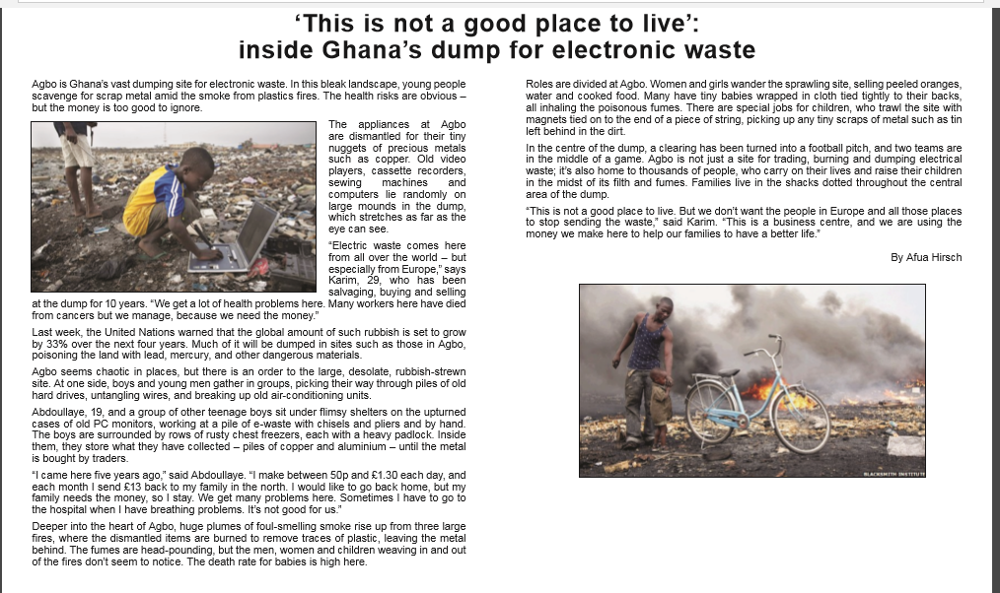 ‘This is not a good place to live’:
inside Ghana’s dump for electronic waste
Agbo is Ghana’s vast dumping site for electronic waste. In this bleak landscape, young people
scavenge for scrap metal amid the smoke from plastics fires. The health risks are obvious –
but the money is too good to ignore.
The appliances at Agbo
are dismantled for their tiny
nuggets of precious metals
such as copper. Old video
players, cassette recorders,
sewing machines and
computers lie randomly on
large mounds in the dump,
which stretches as far as the
eye can see.
“Electric waste comes here
from all over the world – but
especially from Europe,” says
Karim, 29, who has been
salvaging, buying and selling
at the dump for 10 years. “We get a lot of health problems here. Many workers here have died
from cancers but we manage, because we need the money.”
Last week, the United Nations warned that the global amount of such rubbish is set to grow
by 33% over the next four years. Much of it will be dumped in sites such as those in Agbo,
poisoning the land with lead, mercury, and other dangerous materials.
Agbo seems chaotic in places, but there is an order to the large, desolate, rubbish-strewn
site. At one side, boys and young men gather in groups, picking their way through piles of old
hard drives, untangling wires, and breaking up old air-conditioning units.
Abdoullaye, 19, and a group of other teenage boys sit under flimsy shelters on the upturned
cases of old PC monitors, working at a pile of e-waste with chisels and pliers and by hand.
The boys are surrounded by rows of rusty chest freezers, each with a heavy padlock. Inside
them, they store what they have collected – piles of copper and aluminium – until the metal
is bought by traders.
“I came here five years ago,” said Abdoullaye. “I make between 50p and £1.30 each day, and
each month I send £13 back to my family in the north. I would like to go back home, but my
family needs the money, so I stay. We get many problems here. Sometimes I have to go to
the hospital when I have breathing problems. It’s not good for us.”
Deeper into the heart of Agbo, huge plumes of foul-smelling smoke rise up from three large
fires, where the dismantled items are burned to remove traces of plastic, leaving the metal
behind. The fumes are head-pounding, but the men, women and children weaving in and out
of the fires don’t seem to notice. The death rate for babies is high here.
Roles are divided at Agbo. Women and girls wander the sprawling site, selling peeled oranges,
water and cooked food. Many have tiny babies wrapped in cloth tied tightly to their backs,
all inhaling the poisonous fumes. There are special jobs for children, who trawl the site with
magnets tied on to the end of a piece of string, picking up any tiny scraps of metal such as tin
left behind in the dirt.
In the centre of the dump, a clearing has been turned into a football pitch, and two teams are
in the middle of a game. Agbo is not just a site for trading, burning and dumping electrical
waste; it’s also home to thousands of people, who carry on their lives and raise their children
in the midst of its filth and fumes. Families live in the shacks dotted throughout the central
area of the dump.
“This is not a good place to live. But we don’t want the people in Europe and all those places
to stop sending the waste,” said Karim. “This is a business centre, and we are using the
money we make here to help our families to have a better life.”
By Afua Hirsch
BLACKSMITH INSTITUTE